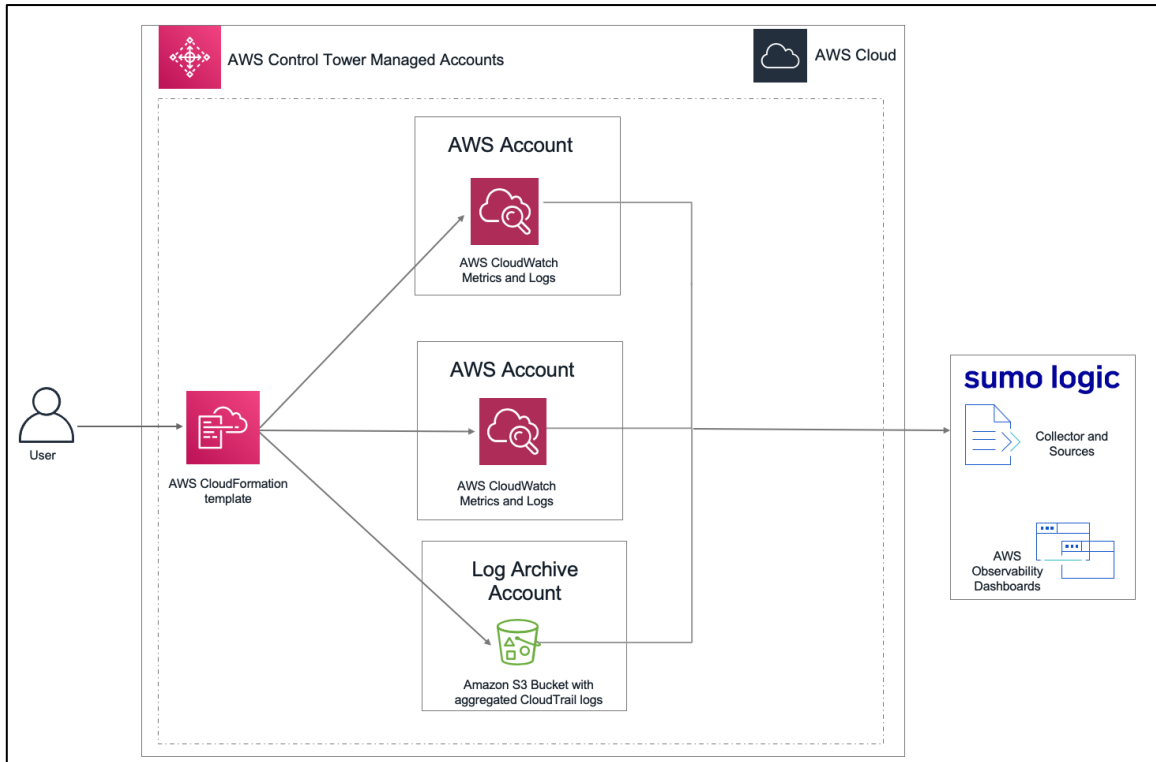 AWS Control Tower Managed Accounts
AWS Cloud
AWS Account
AWS CloudWatch
Metrics and Logs
User
AWS CloudFormation
template
AWS Account
AWS CloudWatch
Metrics and Logs
Log Archive
Account
Amazon S3 Bucket with
aggregated CloudTrail logs
sumo logic
Collector and
Sources
AWS
Observability
Dashboards